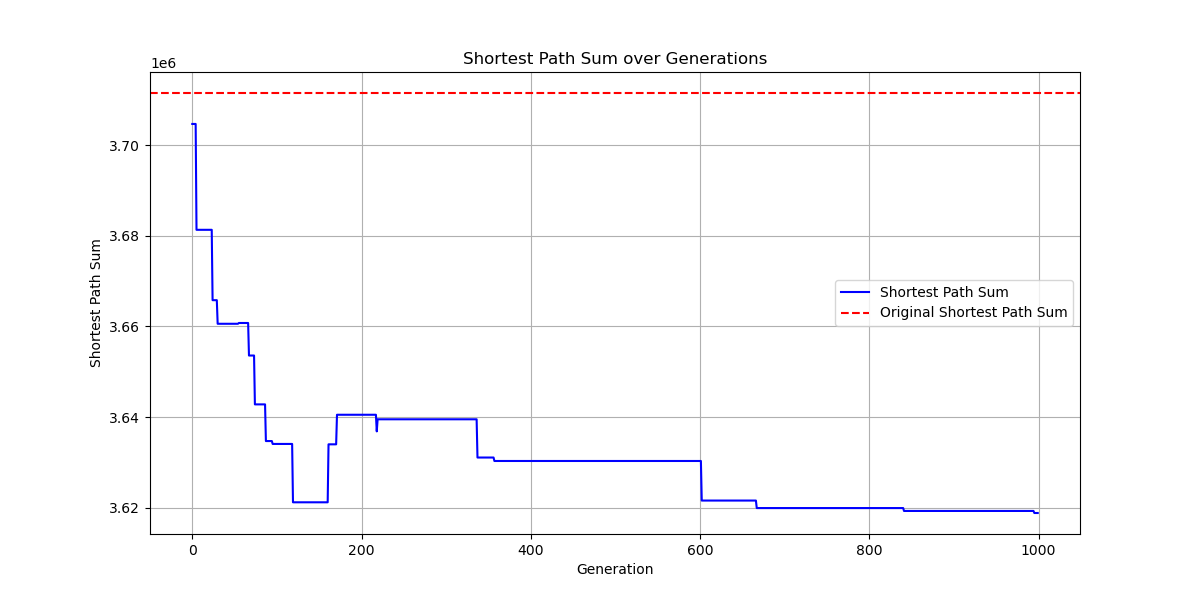 Shortest Path Sum over Generations
1e6
3.70
3.68
3.66
3.64
3.62
Shortest Path Sum
Shortest Path Sum
Original Shortest Path Sum
0 200 400 600 800 1000
Generation